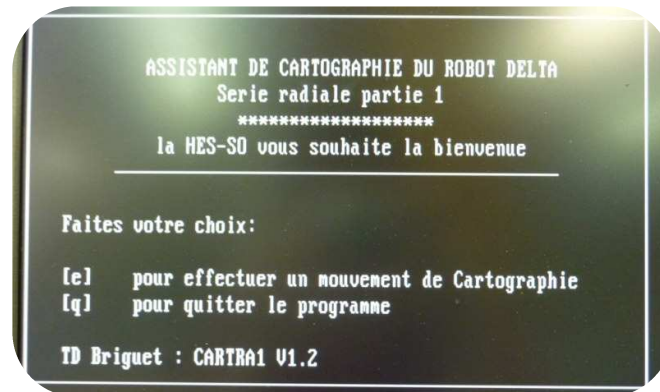 ASSISTANT DE CARTOGRAPHIE DU ROBOT DELTA
Serie radiale partie 1
*******************
la HES-SO vous souhaite la bienvenue
Faites votre choix:
[e] pour effectuer un mouvement de Cartographie
[q] pour quitter le programme
TD Briguet : CARTRA1 V1.2